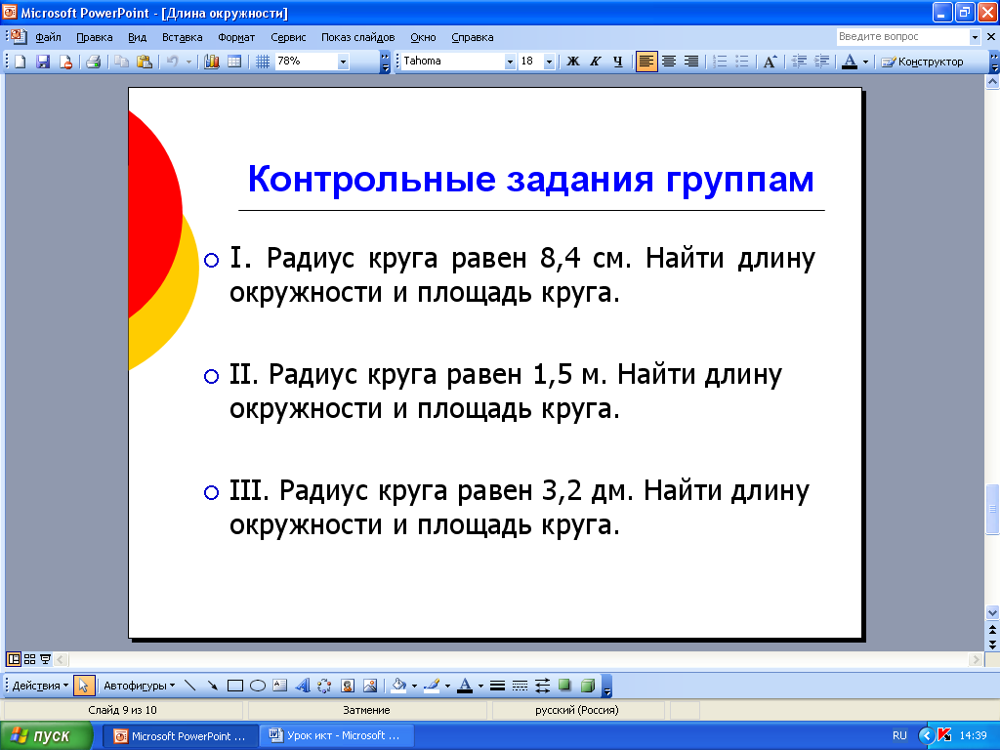 Microsoft PowerPoint - [Длина окружности]
Файл Правка Вид Вставка Формат Сервис Показ слайдов Окно Справка Введите вопрос
78% Tahoma 18 Ж К Ч А А Конструктор
Контрольные задания группам
I. Радиус круга равен 8,4 см. Найти длину
окружности и площадь круга.
II. Радиус круга равен 1,5 м. Найти длину
окружности и площадь круга.
III. Радиус круга равен 3,2 дм. Найти длину
окружности и площадь круга.
Действия Автофигуры А
Слайд 9 из 10 Затмение русский (Россия)
пуск Microsoft PowerPoint ... Урок икт - Microsoft ... RU 14:39